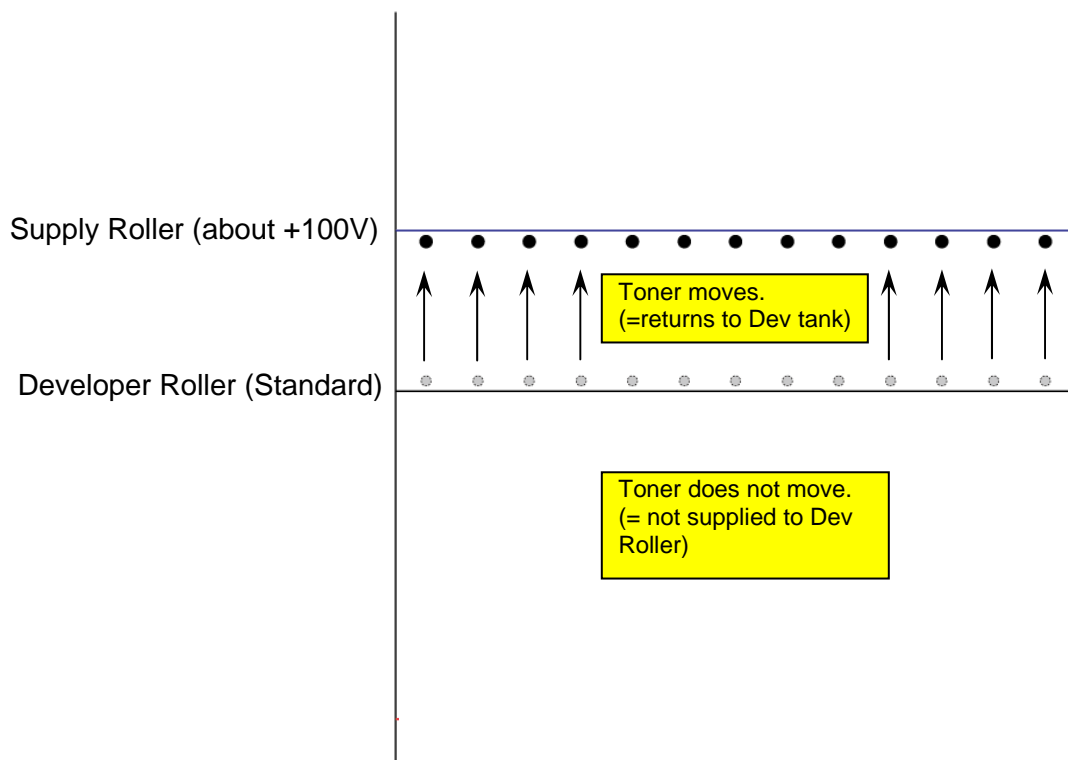 Supply Roller (about +100V)
Toner moves.
(=returns to Dev tank)
Developer Roller (Standard)
Toner does not move.
(= not supplied to Dev
Roller)